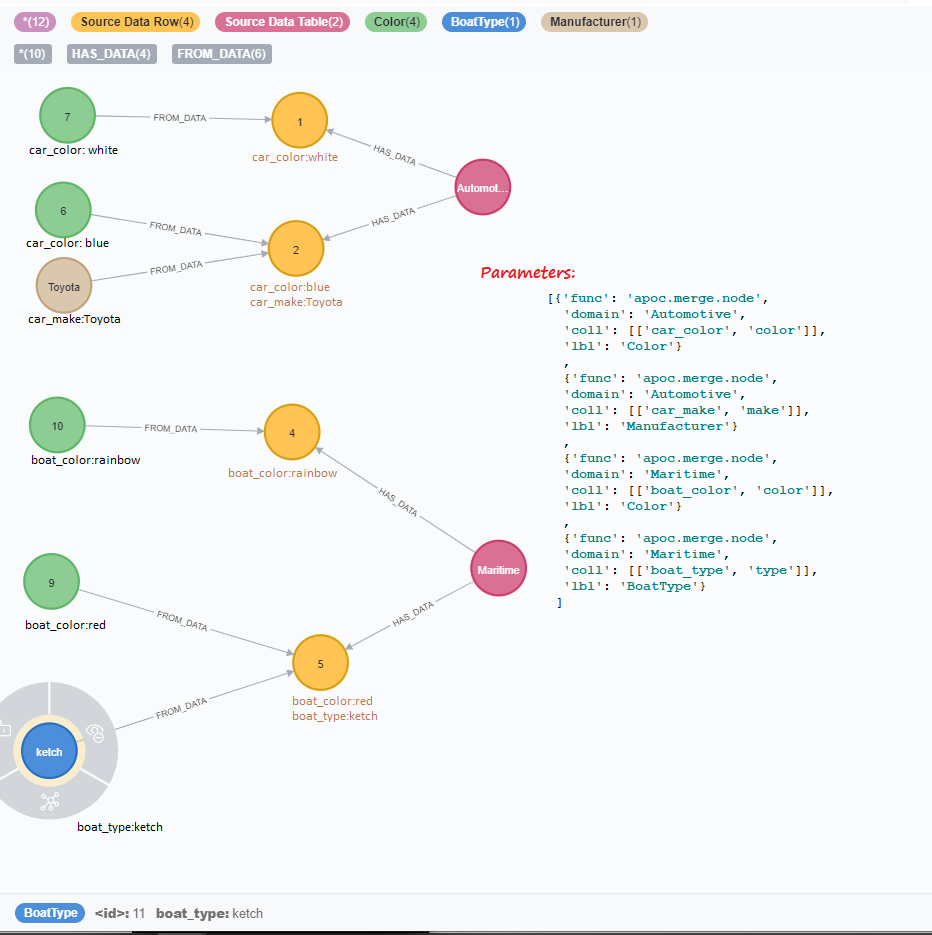 *(12) Source Data Row(4) Source Data Table(2) Color(4) BoatType(1) Manufacturer(1)
*(10) HAS_DATA(4) FROM_DATA(6)
7 FROM_DATA 1
car_color: white
car_color:white
HAS_DATA
Automot...
6 FROM_DATA
HAS_DATA
car_color: blue
2
Toyota FROM_DATA
car_color:blue
car_make:Toyota
car_make:Toyota
Parameters:
[{'func': 'apoc.merge.node',
'domain': 'Automotive',
'coll': [['car_color', 'color']],
'lbl': 'Color'}
,
{'func': 'apoc.merge.node',
'domain': 'Automotive',
'coll': [['car_make', 'make']],
'lbl': 'Manufacturer'}
,
{'func': 'apoc.merge.node',
'domain': 'Maritime',
'coll': [['boat_color', 'color']],
'lbl': 'Color'}
,
{'func': 'apoc.merge.node',
'domain': 'Maritime',
'coll': [['boat_type', 'type']],
'lbl': 'BoatType'}
]
10 FROM_DATA 4
boat_color:rainbow
boat_color:rainbow
HAS_DATA
Maritime
9 FROM_DATA
HAS_DATA
boat_color:red
5
boat_color:red
boat_type:ketch
FROM_DATA
ketch
boat_type:ketch
BoatType <id>: 11 boat_type: ketch